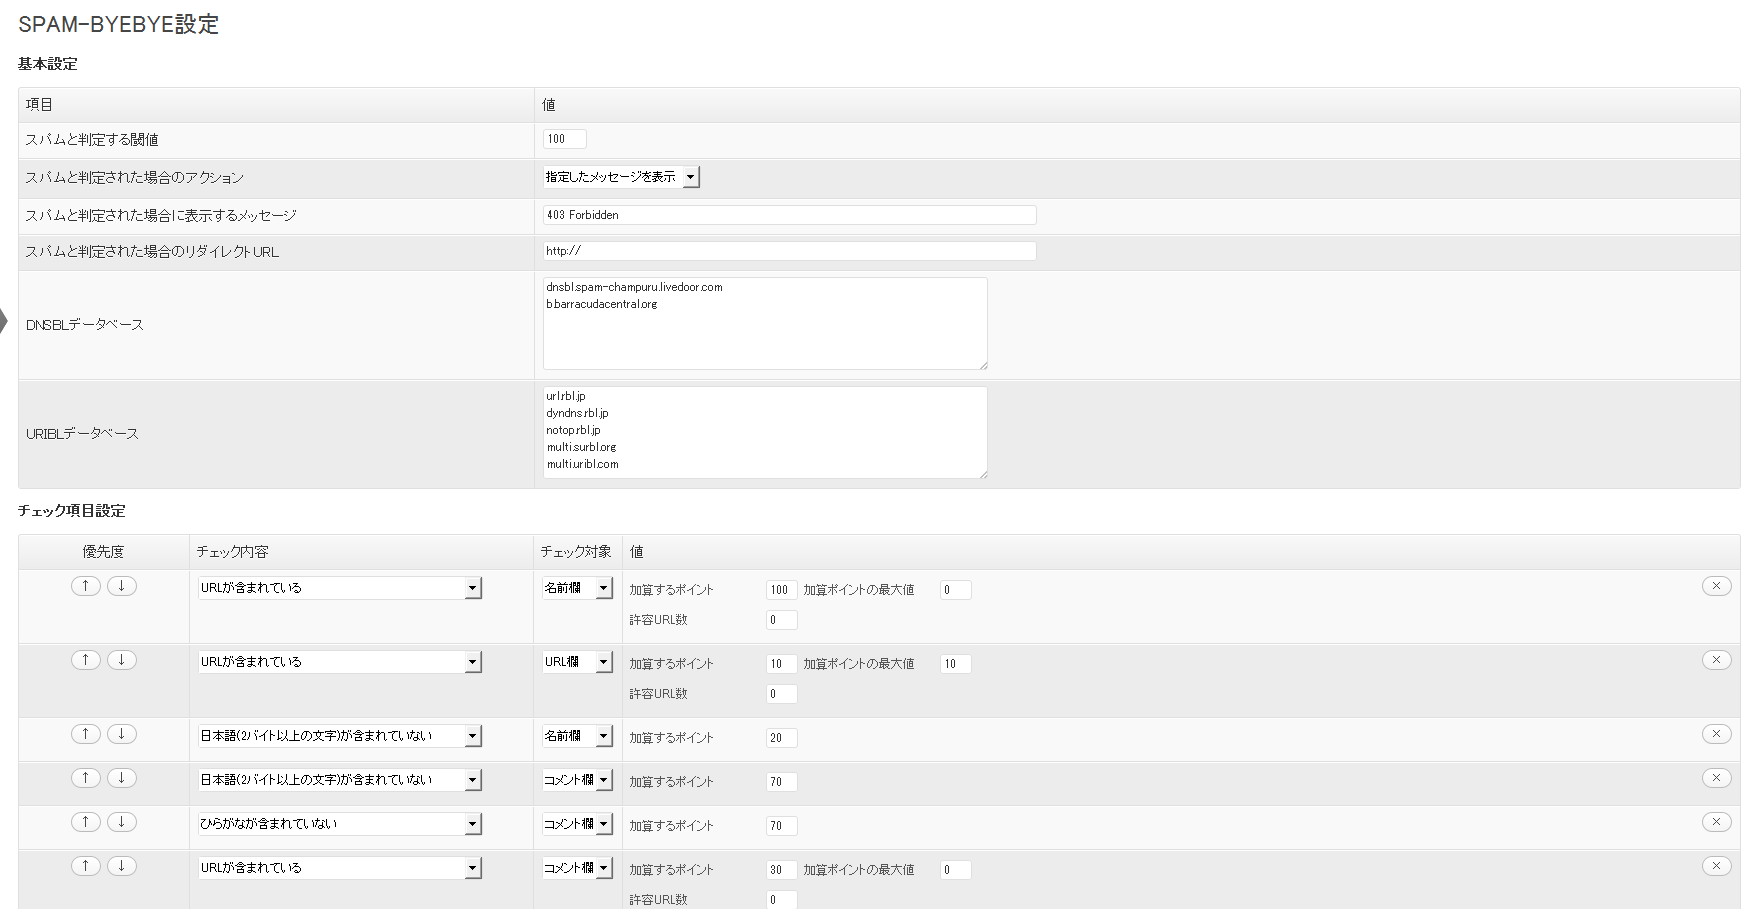 SPAM-BYEBYE設定
基本設定
項目 値
スパムと判定する閾値 100
スパムと判定された場合のアクション 指定したメッセージを表示
スパムと判定された場合に表示するメッセージ 403 Forbidden
スパムと判定された場合のリダイレクトURL http://
DNSBLデータベース
dnsbl.spam-champuru.livedoor.com
b.barracudacentral.org
URIBLデータベース
url.rbl.jp
dyndns.rbl.jp
notop.rbl.jp
multi.surbl.org
multi.uribl.com
チェック項目設定
優先度 チェック内容 チェック対象 値
↑ ↓ URLが含まれている 名前欄 加算するポイント 100 加算ポイントの最大値 0 ×
許容URL数 0
↑ ↓ URLが含まれている URL欄 加算するポイント 10 加算ポイントの最大値 10 ×
許容URL数 0
↑ ↓ 日本語(2バイト以上の文字)が含まれていない 名前欄 加算するポイント 20 ×
↑ ↓ 日本語(2バイト以上の文字)が含まれていない コメント欄 加算するポイント 70 ×
↑ ↓ ひらがなが含まれていない コメント欄 加算するポイント 70 ×
↑ ↓ URLが含まれている コメント欄 加算するポイント 30 加算ポイントの最大値 0 ×
許容URL数 0